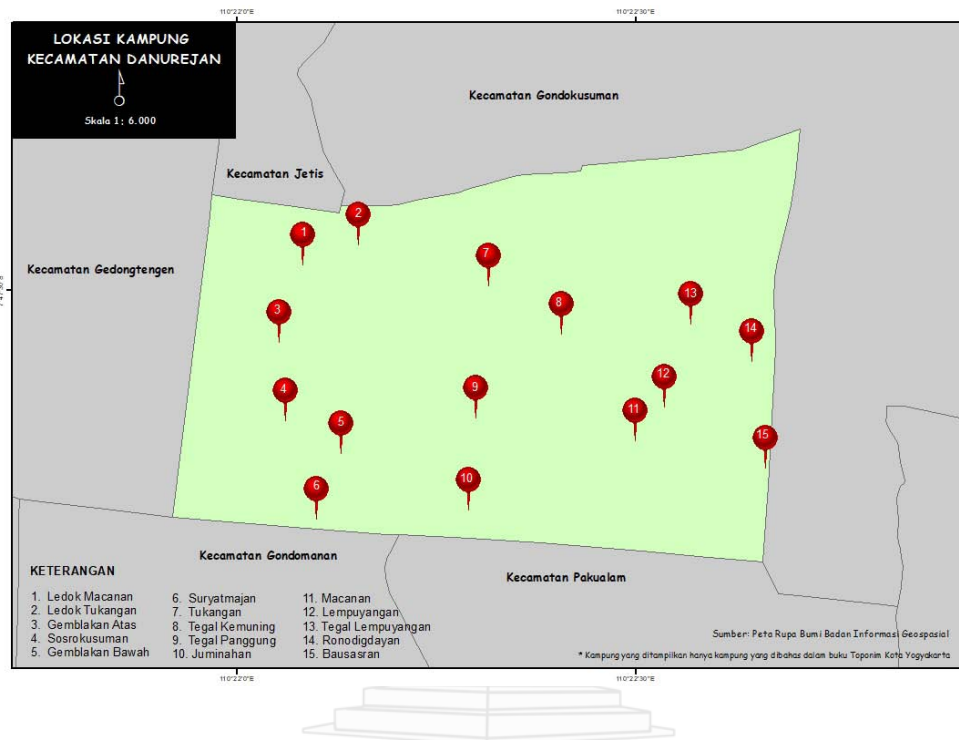 110°22'0"E
110°22'30"E
LOKASI KAMPUNG
KECAMATAN DANUREJAN
Skala 1 : 6.000
Kecamatan Gondokusuman
Kecamatan Jetis
Kecamatan Gedongtengen
1
2
3
4
5
6
7
8
9
10
11
12
13
14
15
Kecamatan Gondomanan
Kecamatan Pakualam
KETERANGAN
1. Ledok Macanan
2. Ledok Tukangan
3. Gemblakan Atas
4. Sosrokusuman
5. Gemblakan Bawah
6. Suryatmajan
7. Tukangan
8. Tegal Kemuning
9. Tegal Panggung
10. Juminahan
11. Macanan
12. Lempuyangan
13. Tegal Lempuyangan
14. Ronodigdayan
15. Bausasran
Sumber: Peta Rupa Bumi Badan Informasi Geospasial
* Kampung yang ditampilkan hanya kampung yang dibahas dalam buku Toponim Kota Yogyakarta
110°22'0"E
110°22'30"E